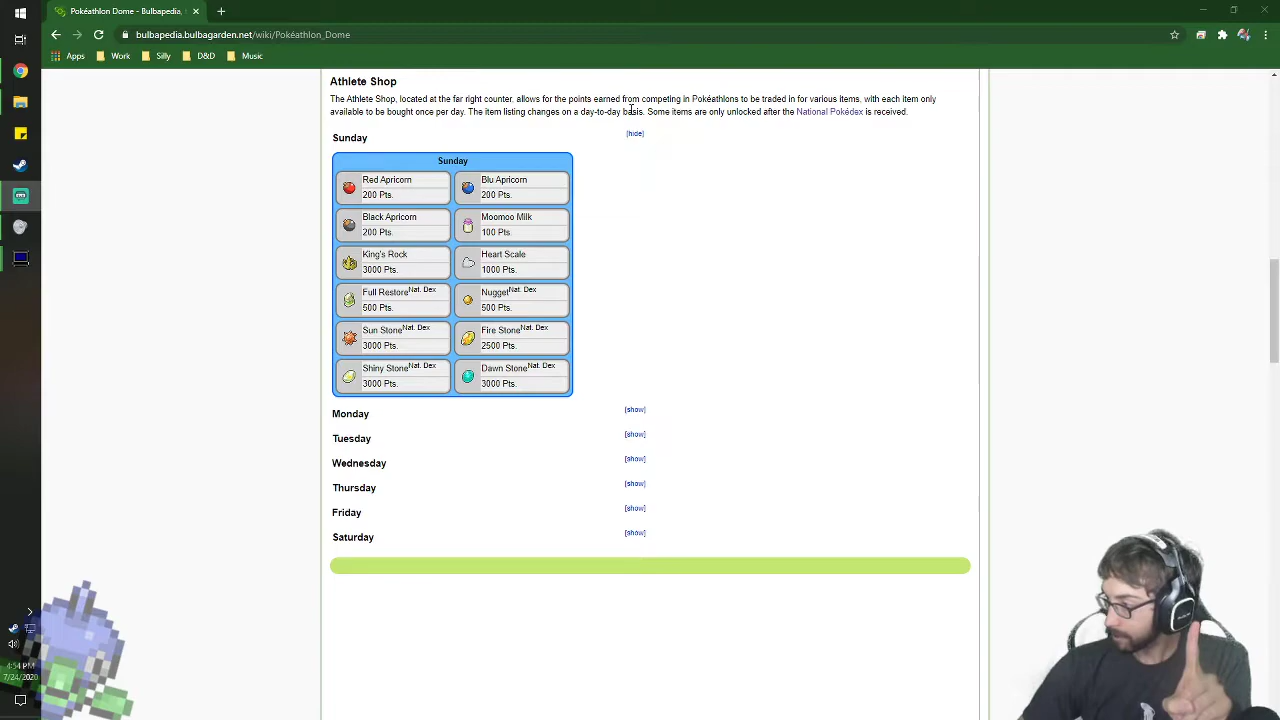 Pokéathlon Dome - Bulbapedia,
bulbapedia.bulbagarden.net/wiki/Pokéathlon_Dome
Apps Work Silly D&D Music
Athlete Shop
The Athlete Shop, located at the far right counter, allows for the points earned from competing in Pokéathlons to be traded in for various items, with each item only
available to be bought once per day. The item listing changes on a day-to-day basis. Some items are only unlocked after the National Pokédex is received.
Sunday [hide]
Sunday
Red Apricorn Blu Apricorn
200 Pts. 200 Pts.
Black Apricorn Moomoo Milk
200 Pts. 100 Pts.
King's Rock Heart Scale
3000 Pts. 1000 Pts.
Full Restore Nat. Dex Nugget Nat. Dex
500 Pts. 500 Pts.
Sun Stone Nat. Dex Fire Stone Nat. Dex
3000 Pts. 2500 Pts.
Shiny Stone Nat. Dex Dawn Stone Nat. Dex
3000 Pts. 3000 Pts.
Monday [show]
Tuesday [show]
Wednesday [show]
Thursday [show]
Friday [show]
Saturday [show]
4:54 PM
7/24/2020